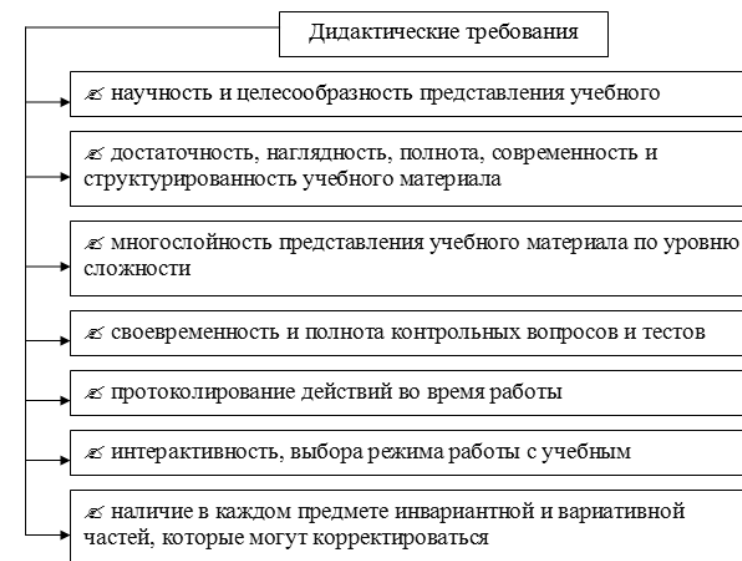 Дидактические требования
✍ научность и целесообразность представления учебного
✍ достаточность, наглядность, полнота, современность и
структурированность учебного материала
✍ многослойность представления учебного материала по уровню
сложности
✍ своевременность и полнота контрольных вопросов и тестов
✍ протоколирование действий во время работы
✍ интерактивность, выбора режима работы с учебным
✍ наличие в каждом предмете инвариантной и вариативной
частей, которые могут корректироваться